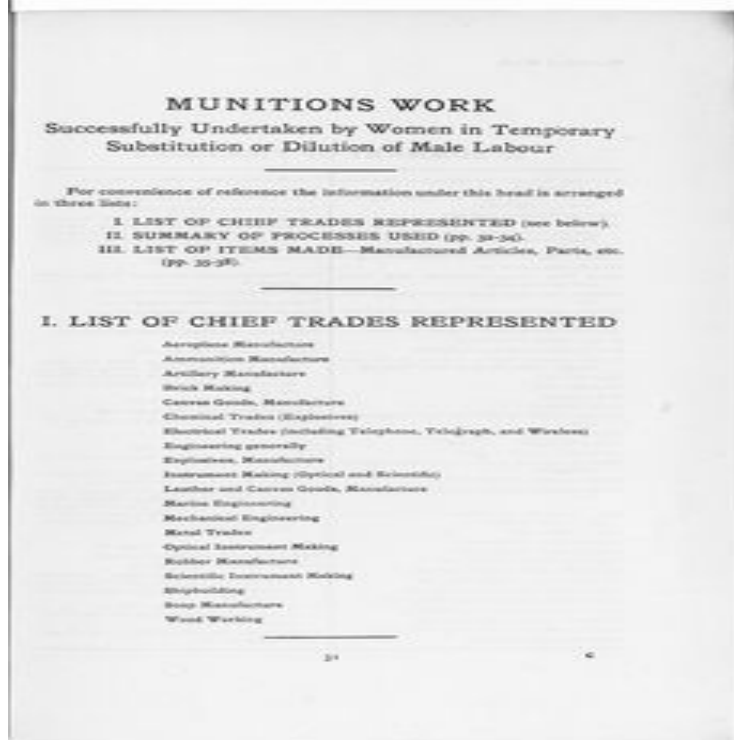 MUNITIONS WORK
Successfully Undertaken by Women in Temporary
Substitution or Dilution of Male Labour
For convenience of reference the information under this head is arranged
in three lists:
I. LIST OF CHIEF TRADES REPRESENTED (see below).
II. SUMMARY OF PROCESSES USED (pp. 32-34).
III. LIST OF ITEMS MADE—Manufactured Articles, Parts, etc.
(pp. 35-38).
I. LIST OF CHIEF TRADES REPRESENTED
Aeroplane Manufacture
Ammunition Manufacture
Artillery Manufacture
Brick Making
Canvas Goods, Manufacture
Chemical Trades (Explosives)
Electrical Trades (including Telephone, Telegraph, and Wireless)
Engineering generally
Explosives, Manufacture
Instrument Making (Optical and Scientific)
Leather and Canvas Goods, Manufacture
Marine Engineering
Mechanical Engineering
Metal Trades
Optical Instrument Making
Rubber Manufacture
Scientific Instrument Making
Shipbuilding
Soap Manufacture
Wood Working
31